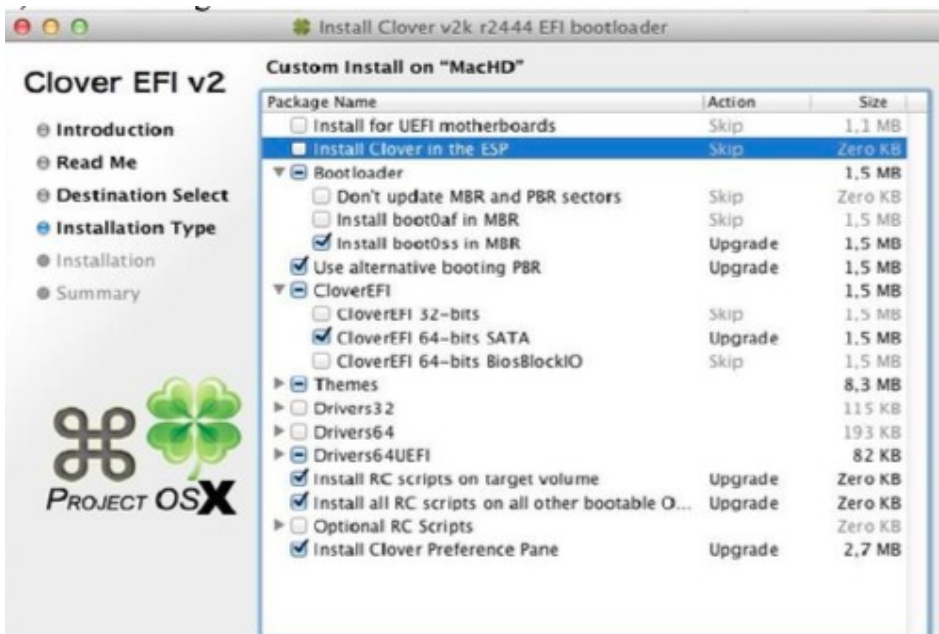 Install Clover v2k r2444 EFI bootloader
Clover EFI v2
Introduction
Read Me
Destination Select
Installation Type
Installation
Summary
PROJECT OSX
Custom Install on "MacHD"
Package Name Action Size
Install for UEFI motherboards Skip 1,1 MB
Install Clover in the ESP Skip Zero KB
Bootloader 1,5 MB
Don't update MBR and PBR sectors Skip Zero KB
Install boot0af in MBR Skip 1,5 MB
Install boot0ss in MBR Upgrade 1,5 MB
Use alternative booting PBR Upgrade 1,5 MB
CloverEFI 1,5 MB
CloverEFI 32-bits Skip 1,5 MB
CloverEFI 64-bits SATA Upgrade 1,5 MB
CloverEFI 64-bits BiosBlockIO Skip 1,5 MB
Themes 8,3 MB
Drivers32 115 KB
Drivers64 193 KB
Drivers64UEFI 82 KB
Install RC scripts on target volume Upgrade Zero KB
Install all RC scripts on all other bootable O... Upgrade Zero KB
Optional RC Scripts Zero KB
Install Clover Preference Pane Upgrade 2,7 MB